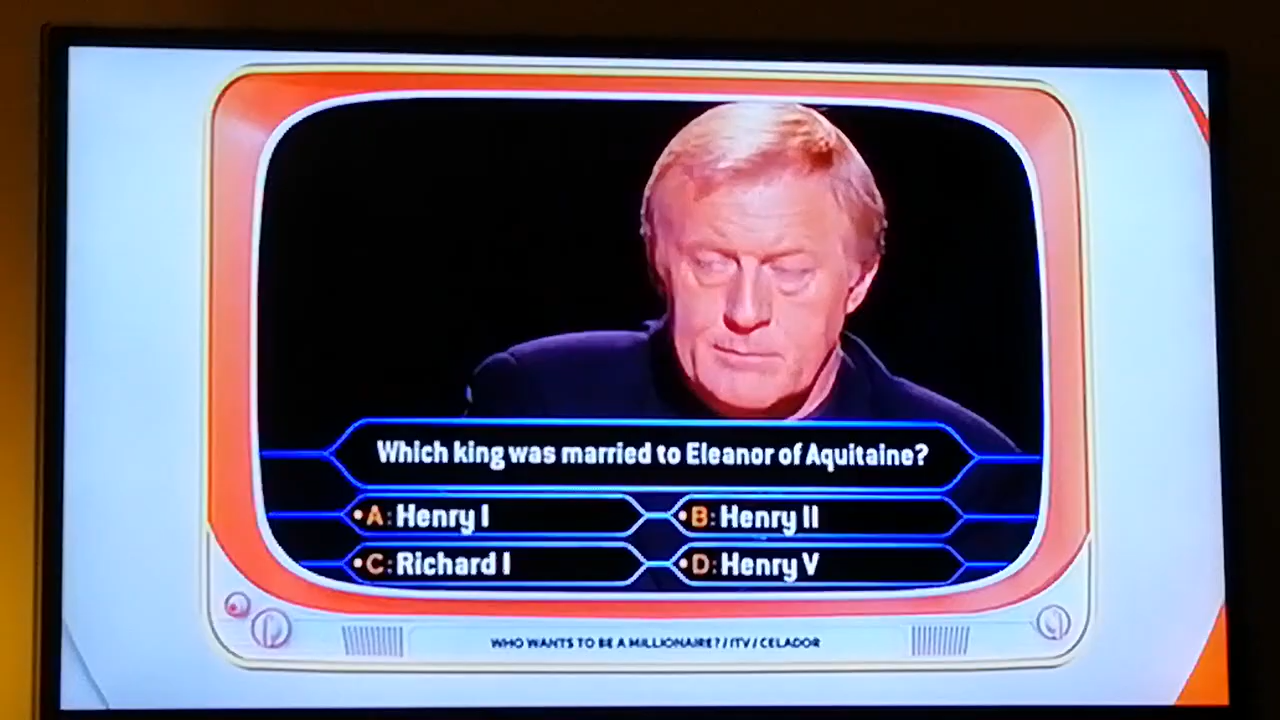 Which king was married to Eleanor of Aquitaine?
•A: Henry I
•B: Henry II
•C: Richard I
•D: Henry V
WHO WANTS TO BE A MILLIONAIRE? / ITV / CELADOR